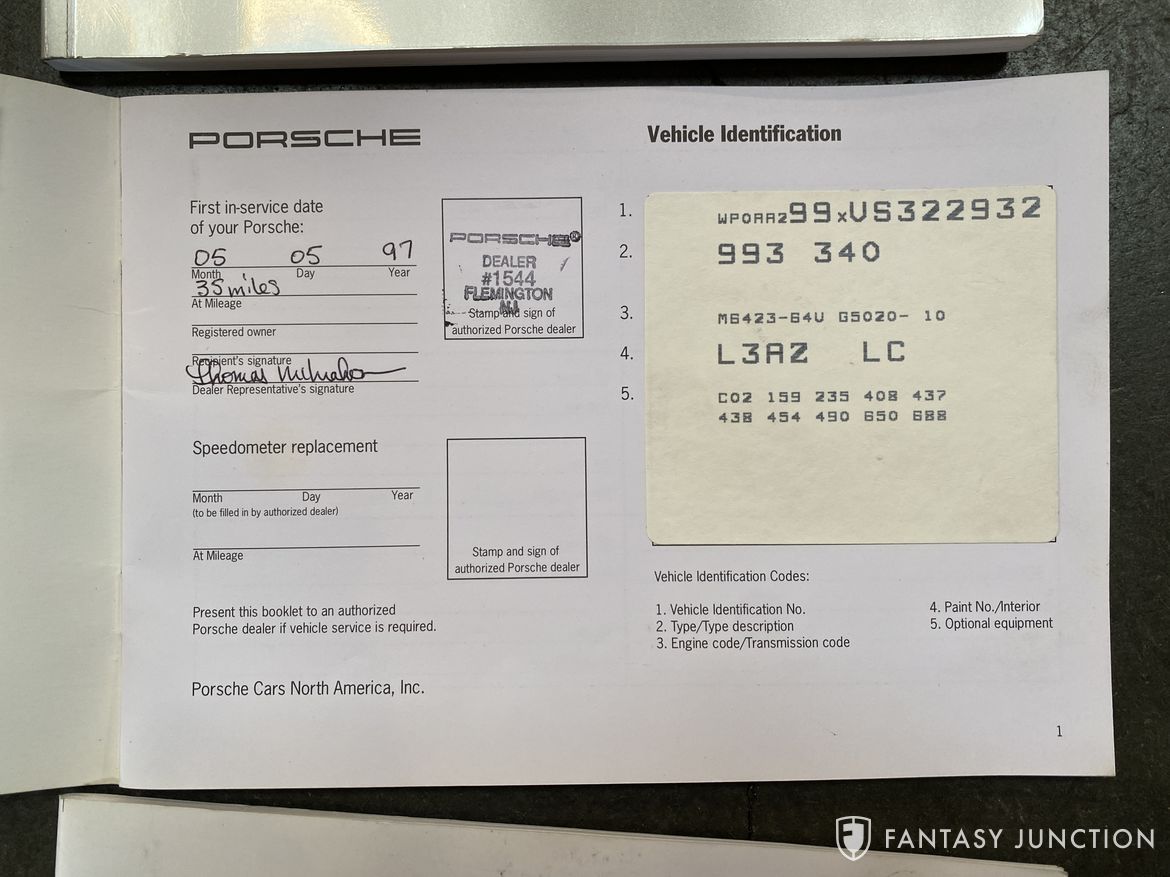 PORSCHE
First in-service date
of your Porsche:
05 05 97
Month Day Year
35 miles
At Mileage
Registered owner
Recipient's signature
Dealer Representative's signature
PORSCHE®
DEALER
#1544
FLEMINGTON
NJ
Stamp and sign of
authorized Porsche dealer
Speedometer replacement
Month Day Year
(to be filled in by authorized dealer)
At Mileage
Stamp and sign of
authorized Porsche dealer
Present this booklet to an authorized
Porsche dealer if vehicle service is required.
Porsche Cars North America, Inc.
Vehicle Identification
1. WP0AA299xVS322932
2. 993 340
3. M6423-64U G5020- 10
4. L3AZ LC
5. C02 159 235 408 437
438 454 490 650 688
Vehicle Identification Codes:
1. Vehicle Identification No.
2. Type/Type description
3. Engine code/Transmission code
4. Paint No./Interior
5. Optional equipment
1
FANTASY JUNCTION